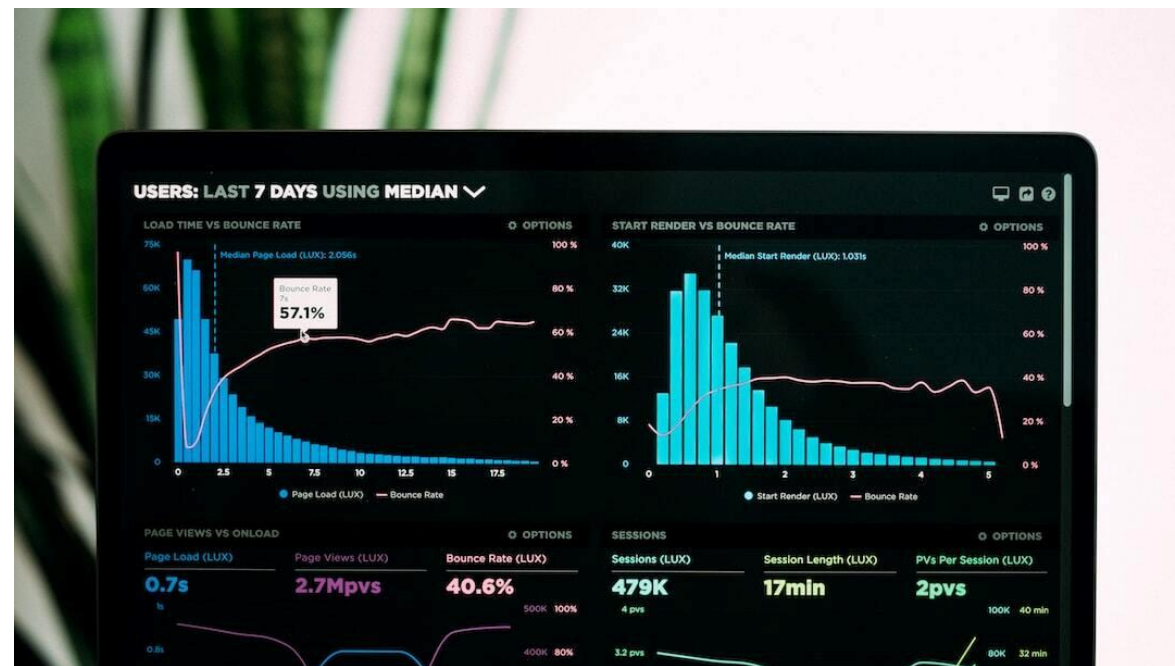 USERS: LAST 7 DAYS USING MEDIAN
LOAD TIME VS BOUNCE RATE
OPTIONS
75K
100 %
Median Page Load (LUX): 2.056s
60K
80 %
Bounce Rate
7s
57.1%
45K
60 %
30K
40 %
15K
20 %
0
0 %
0 2.5 5 7.5 10 12.5 15 17.5
Page Load (LUX) Bounce Rate
START RENDER VS BOUNCE RATE
OPTIONS
40K
100 %
Median Start Render (LUX): 1.031s
32K
80 %
24K
60 %
16K
40 %
8K
20 %
0
0 %
0 1 2 3 4 5
Start Render (LUX) Bounce Rate
PAGE VIEWS VS ONLOAD
OPTIONS
Page Load (LUX) Page Views (LUX) Bounce Rate (LUX)
0.7s 2.7Mpvs 40.6%
1s 500K 100%
0.8s 400K 80%
SESSIONS
OPTIONS
Sessions (LUX) Session Length (LUX) PVs Per Session (LUX)
479K 17min 2pvs
4 pvs 100K 40 min
3.2 pvs 80K 32 min